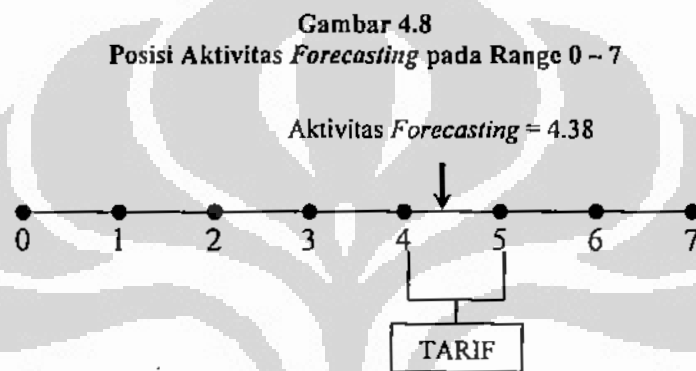 Gambar 4.8
Posisi Aktivitas Forecasting pada Range 0 – 7
Aktivitas Forecasting = 4.38
0 1 2 3 4 5 6 7
TARIF